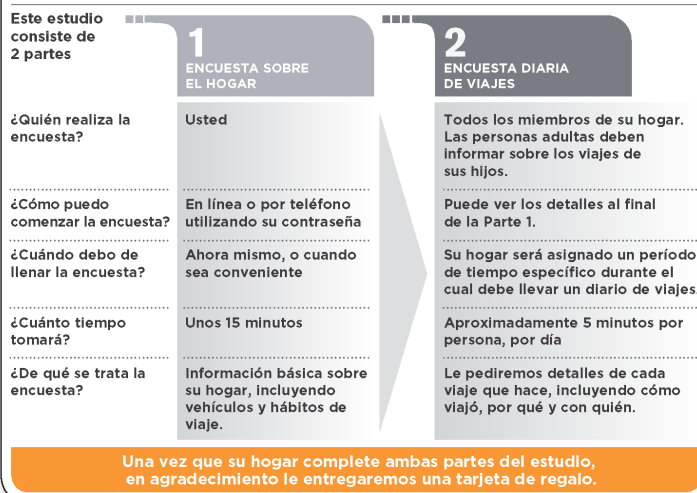 Este estudio
consiste de
2 partes
1
ENCUESTA SOBRE
EL HOGAR
2
ENCUESTA DIARIA
DE VIAJES
¿Quién realiza la
encuesta?
Usted
Todos los miembros de su hogar.
Las personas adultas deben
informar sobre los viajes de
sus hijos.
¿Cómo puedo
comenzar la encuesta?
En línea o por teléfono
utilizando su contraseña
Puede ver los detalles al final
de la Parte 1.
¿Cuándo debo de
llenar la encuesta?
Ahora mismo, o cuando
sea conveniente
Su hogar será asignado un período
de tiempo específico durante el
cual debe llevar un diario de viajes.
¿Cuánto tiempo
tomará?
Unos 15 minutos
Aproximadamente 5 minutos por
persona, por día
¿De qué se trata la
encuesta?
Información básica sobre
su hogar, incluyendo
vehículos y hábitos de
viaje.
Le pediremos detalles de cada
viaje que hace, incluyendo cómo
viajó, por qué y con quién.
Una vez que su hogar complete ambas partes del estudio,
en agradecimiento le entregaremos una tarjeta de regalo.